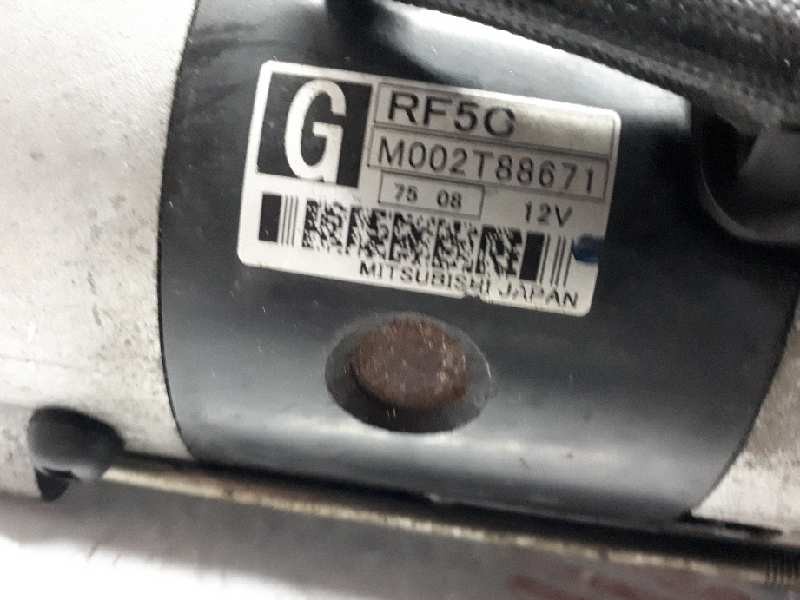 G
RF5C
M002T88671
75 08
12V
MITSUBISHI JAPAN